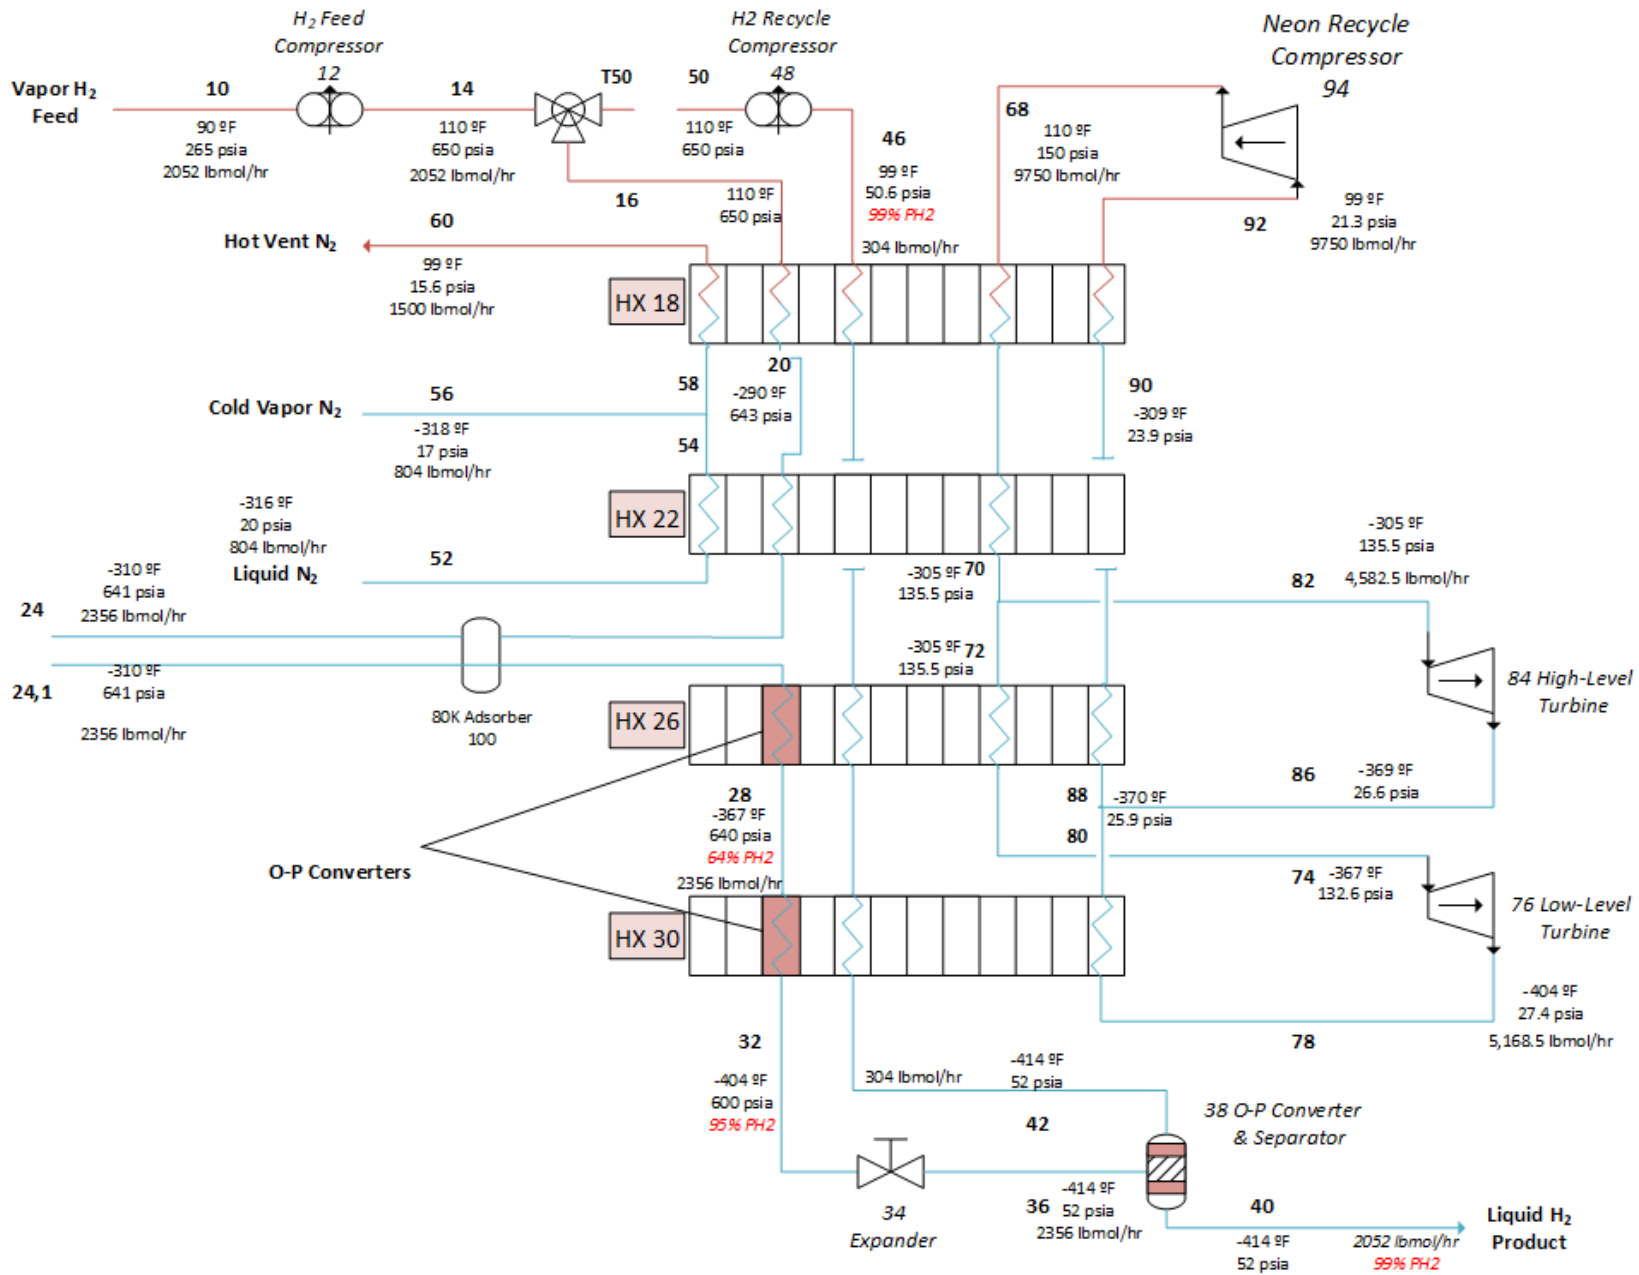 H2 Feed
Compressor
12
H2 Recycle
Compressor
48
Neon Recycle
Compressor
94
Vapor H2
Feed
10
90 ºF
265 psia
2052 lbmol/hr
14
110 ºF
650 psia
2052 lbmol/hr
T50
50
110 ºF
650 psia
46
99 ºF
50.6 psia
99% PH2
304 lbmol/hr
68
110 ºF
150 psia
9750 lbmol/hr
92
99 ºF
21.3 psia
9750 lbmol/hr
16
110 ºF
650 psia
60
Hot Vent N2
99 ºF
15.6 psia
1500 lbmol/hr
HX 18
58
20
-290 ºF
643 psia
90
-309 ºF
23.9 psia
56
Cold Vapor N2
-318 ºF
17 psia
804 lbmol/hr
54
HX 22
-316 ºF
20 psia
804 lbmol/hr
Liquid N2
52
-305 ºF
135.5 psia
70
82
-305 ºF
135.5 psia
4,582.5 lbmol/hr
24
-310 ºF
641 psia
2356 lbmol/hr
24,1
-310 ºF
641 psia
2356 lbmol/hr
80K Adsorber
100
-305 ºF
135.5 psia
72
HX 26
84 High-Level
Turbine
28
-367 ºF
640 psia
64% PH2
2356 lbmol/hr
88
-370 ºF
25.9 psia
86
-369 ºF
26.6 psia
80
O-P Converters
74
-367 ºF
132.6 psia
76 Low-Level
Turbine
HX 30
-404 ºF
27.4 psia
5,168.5 lbmol/hr
78
32
-404 ºF
600 psia
95% PH2
304 lbmol/hr
-414 ºF
52 psia
42
38 O-P Converter
& Separator
34
Expander
36
-414 ºF
52 psia
2356 lbmol/hr
40
-414 ºF
52 psia
2052 lbmol/hr
99% PH2
Liquid H2
Product